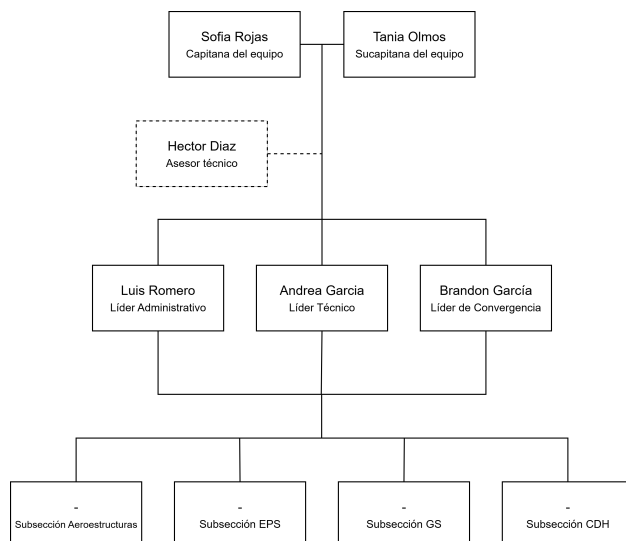 Sofia Rojas
Capitana del equipo
Tania Olmos
Sucapitana del equipo
Hector Diaz
Asesor técnico
Luis Romero
Líder Administrativo
Andrea Garcia
Líder Técnico
Brandon García
Líder de Convergencia
-
Subsección Aeroestructuras
-
Subsección EPS
-
Subsección GS
-
Subsección CDH